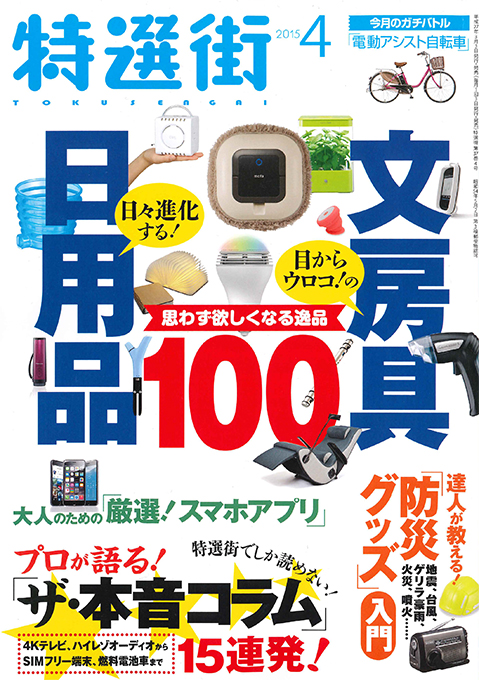 特選街
TOKUSENGAI
2015 4
今月のガチバトル
「電動アシスト自転車」
日々進化
する!
日用品
目から
ウロコ!の
文房具
思わず欲しくなる逸品
100
大人のための「厳選!スマホアプリ」
達人が教える!
「防災
グッズ」入門
地震、台風、
ゲリラ豪雨、
火災、噴火……
プロが語る!
特選街でしか読めない!
「ザ・本音コラム」
4Kテレビ、ハイレゾオーディオから
SIMフリー端末、燃料電池車まで
15連発!